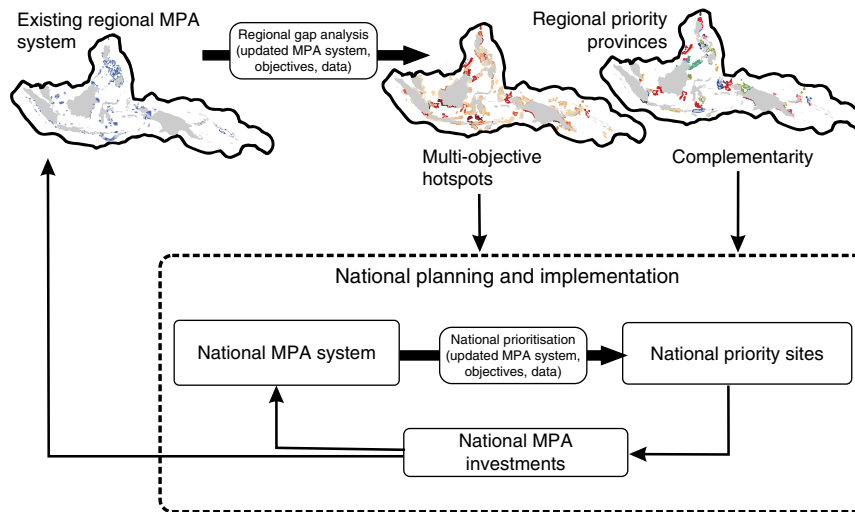 Existing regional MPA
system
Regional gap analysis
(updated MPA system,
objectives, data)
Regional priority
provinces
Multi-objective
hotspots
Complementarity
National planning and implementation
National MPA system
National prioritisation
(updated MPA system,
objectives, data)
National priority sites
National MPA
investments